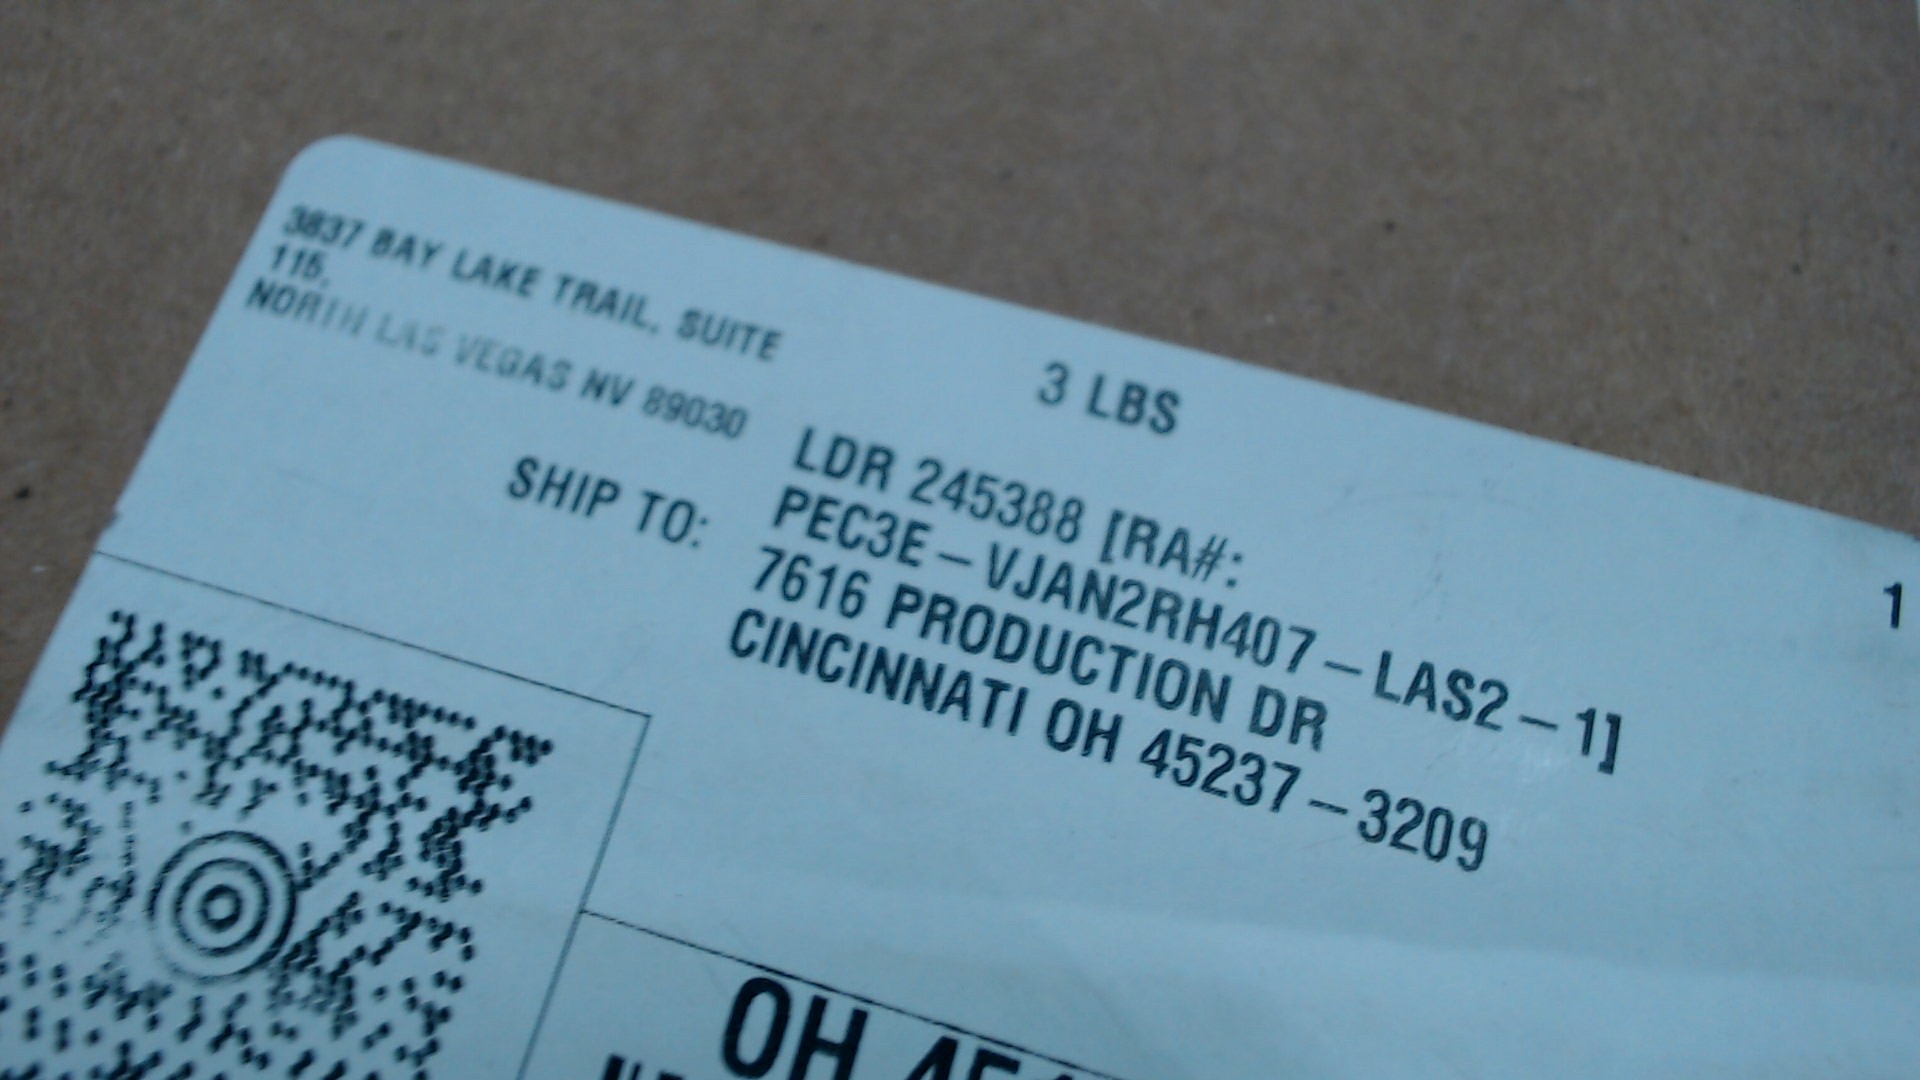 3837 BAY LAKE TRAIL, SUITE
115,
NORTH LAS VEGAS NV 89030
3 LBS
1
SHIP TO:
LDR 245388 [RA#:
PEC3E-VJAN2RH407-LAS2-1]
7616 PRODUCTION DR
CINCINNATI OH 45237-3209
OH